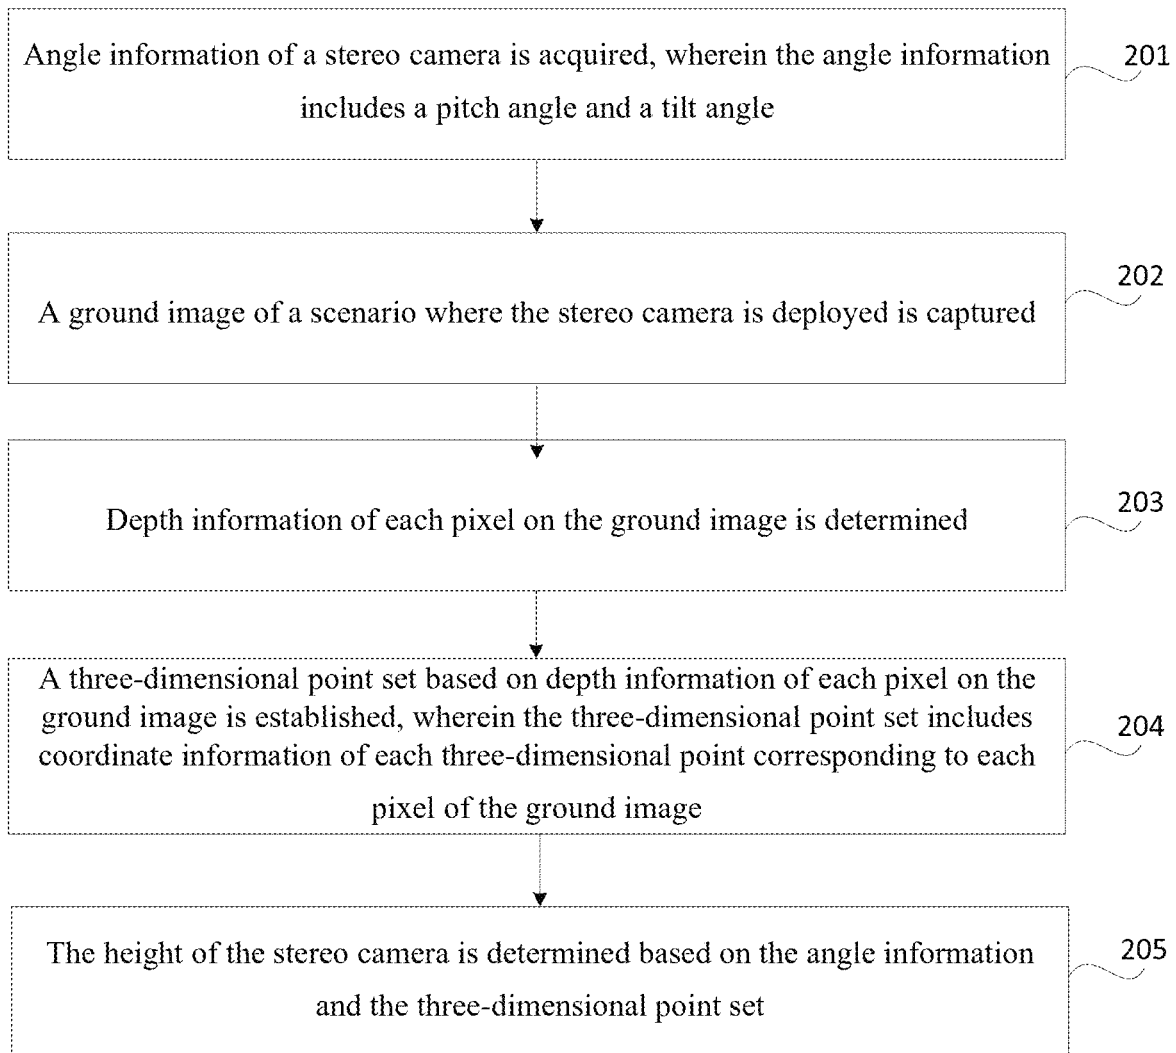 Angle information of a stereo camera is acquired, wherein the angle information
includes a pitch angle and a tilt angle
201
A ground image of a scenario where the stereo camera is deployed is captured
202
Depth information of each pixel on the ground image is determined
203
A three-dimensional point set based on depth information of each pixel on the
ground image is established, wherein the three-dimensional point set includes
coordinate information of each three-dimensional point corresponding to each
pixel of the ground image
204
The height of the stereo camera is determined based on the angle information
and the three-dimensional point set
205